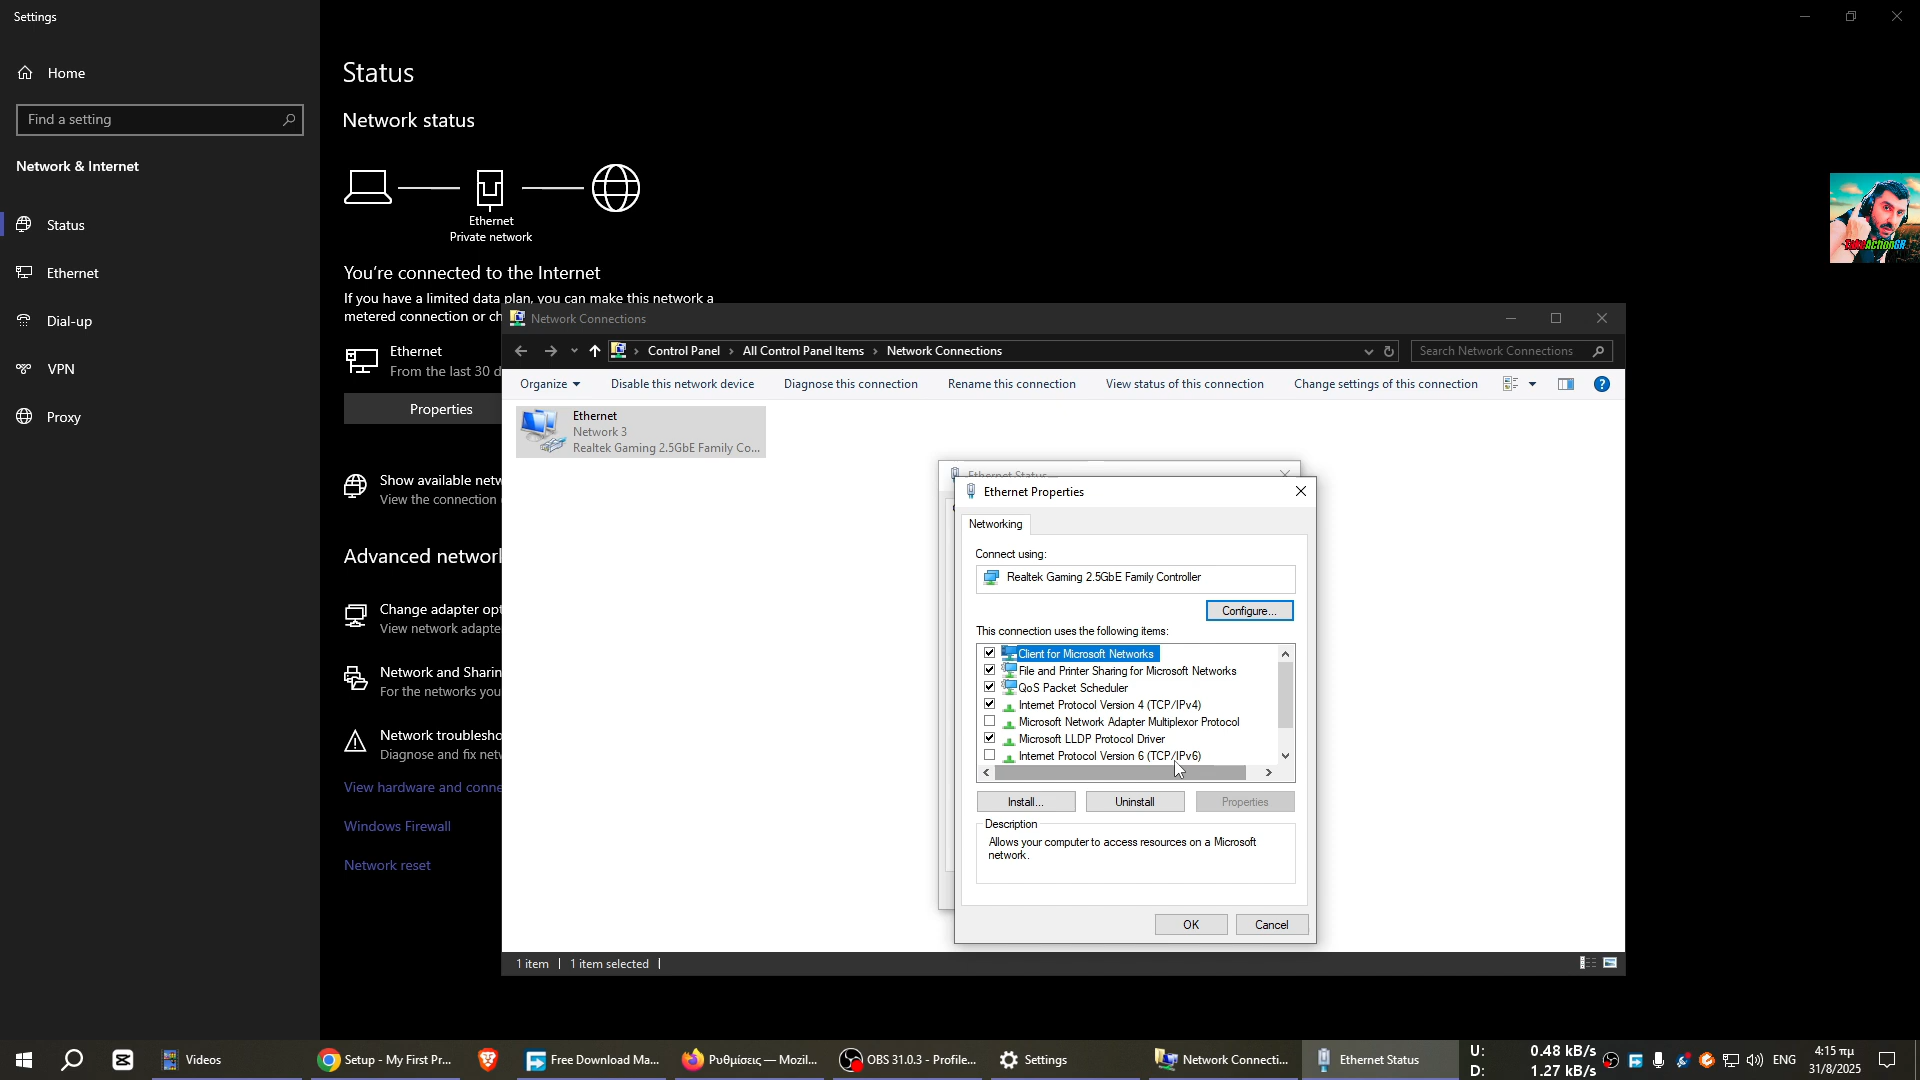 Settings
Home
Find a setting
Network & Internet
Status
Ethernet
Dial-up
VPN
Proxy
Status
Network status
Ethernet
Private network
You're connected to the Internet
If you have a limited data plan, you can make this network a
metered connection or ch
Ethernet
From the last 30 d
Properties
Show available netw
View the connection
Advanced networ
Change adapter opt
View network adapte
Network and Sharin
For the networks you
Network troublesho
Diagnose and fix netw
View hardware and conne
Windows Firewall
Network reset
Network Connections
Control Panel
All Control Panel Items
Network Connections
Search Network Connections
Organize
Disable this network device
Diagnose this connection
Rename this connection
View status of this connection
Change settings of this connection
Ethernet
Network 3
Realtek Gaming 2.5GbE Family Co...
Ethernet Status
Ethernet Properties
Networking
Connect using:
Realtek Gaming 2.5GbE Family Controller
Configure...
This connection uses the following items:
Client for Microsoft Networks
File and Printer Sharing for Microsoft Networks
QoS Packet Scheduler
Internet Protocol Version 4 (TCP/IPv4)
Microsoft Network Adapter Multiplexor Protocol
Microsoft LLDP Protocol Driver
Internet Protocol Version 6 (TCP/IPv6)
Install...
Uninstall
Properties
Description
Allows your computer to access resources on a Microsoft
network.
OK
Cancel
1 item
1 item selected
Videos
Setup - My First Pr...
Free Download Ma...
Ρυθμίσεις — Mozil...
OBS 31.0.3 - Profile...
Settings
Network Connecti...
Ethernet Status
U: 0.48 kB/s
D: 1.27 kB/s
ENG
4:15 πμ
31/8/2025